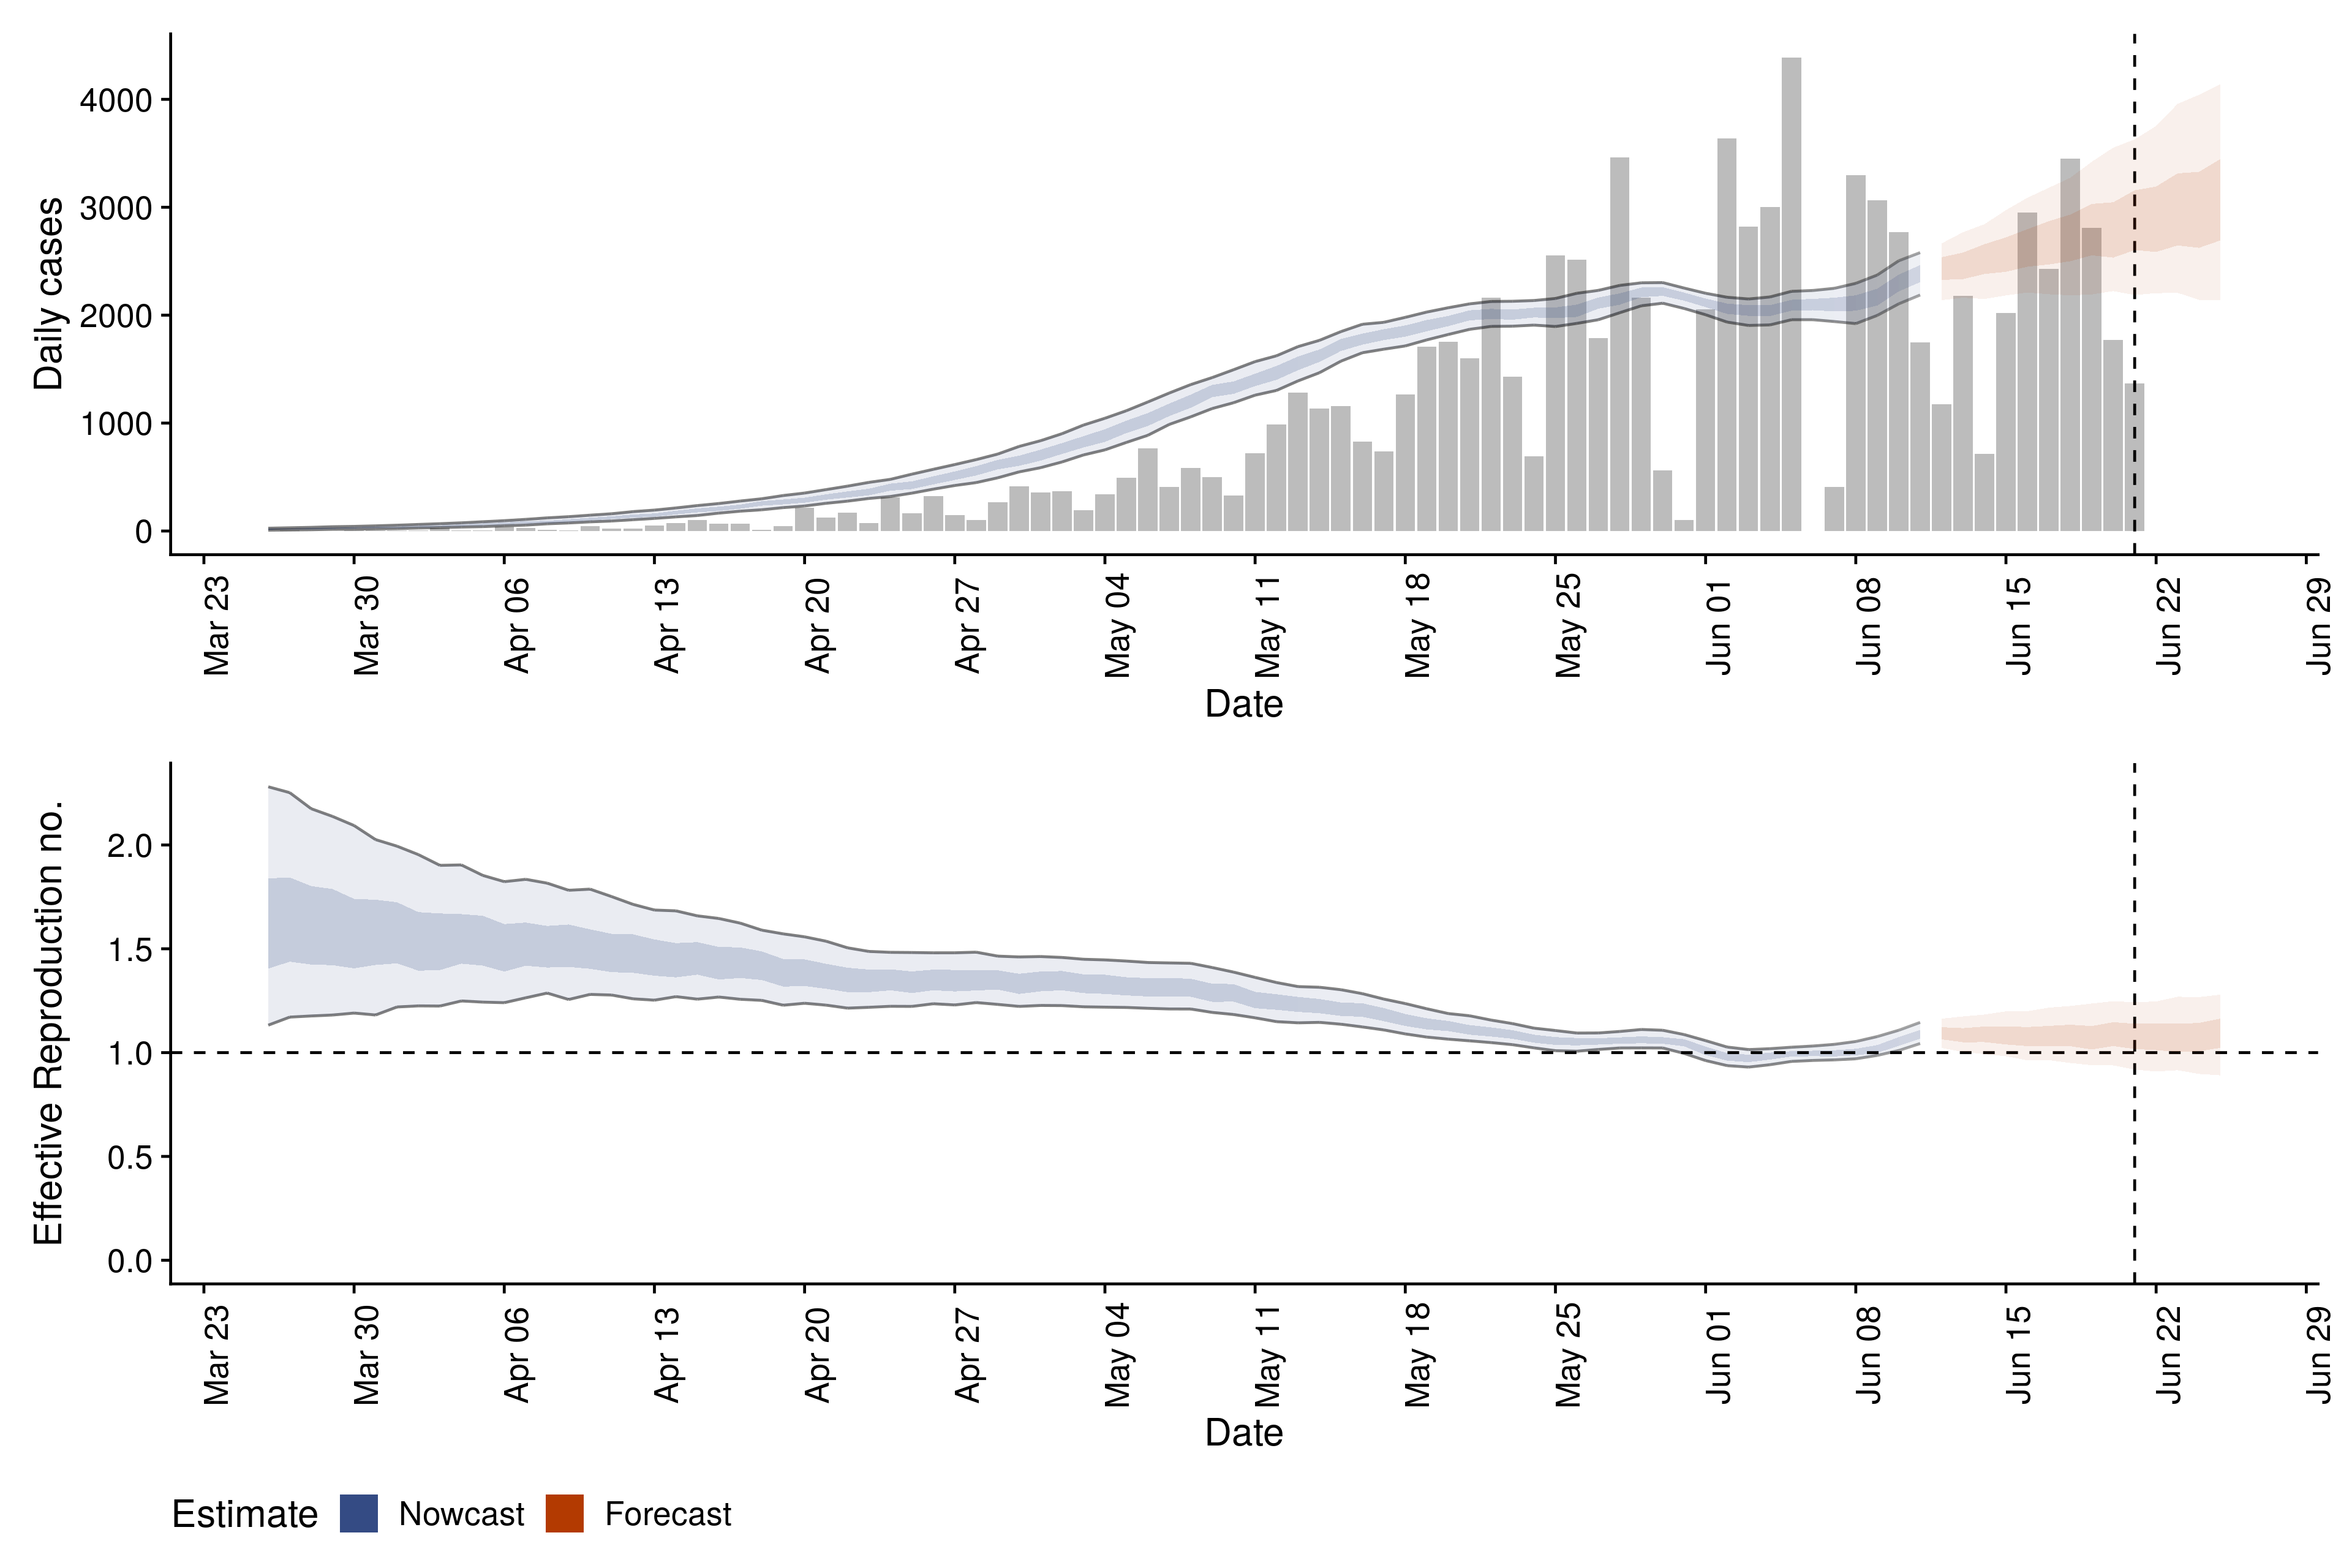 Daily cases
4000
3000
2000
1000
0
Mar 23
Mar 30
Apr 06
Apr 13
Apr 20
Apr 27
May 04
May 11
May 18
May 25
Jun 01
Jun 08
Jun 15
Jun 22
Jun 29
Date
Effective Reproduction no.
2.0
1.5
1.0
0.5
0.0
Mar 23
Mar 30
Apr 06
Apr 13
Apr 20
Apr 27
May 04
May 11
May 18
May 25
Jun 01
Jun 08
Jun 15
Jun 22
Jun 29
Date
Estimate Nowcast Forecast